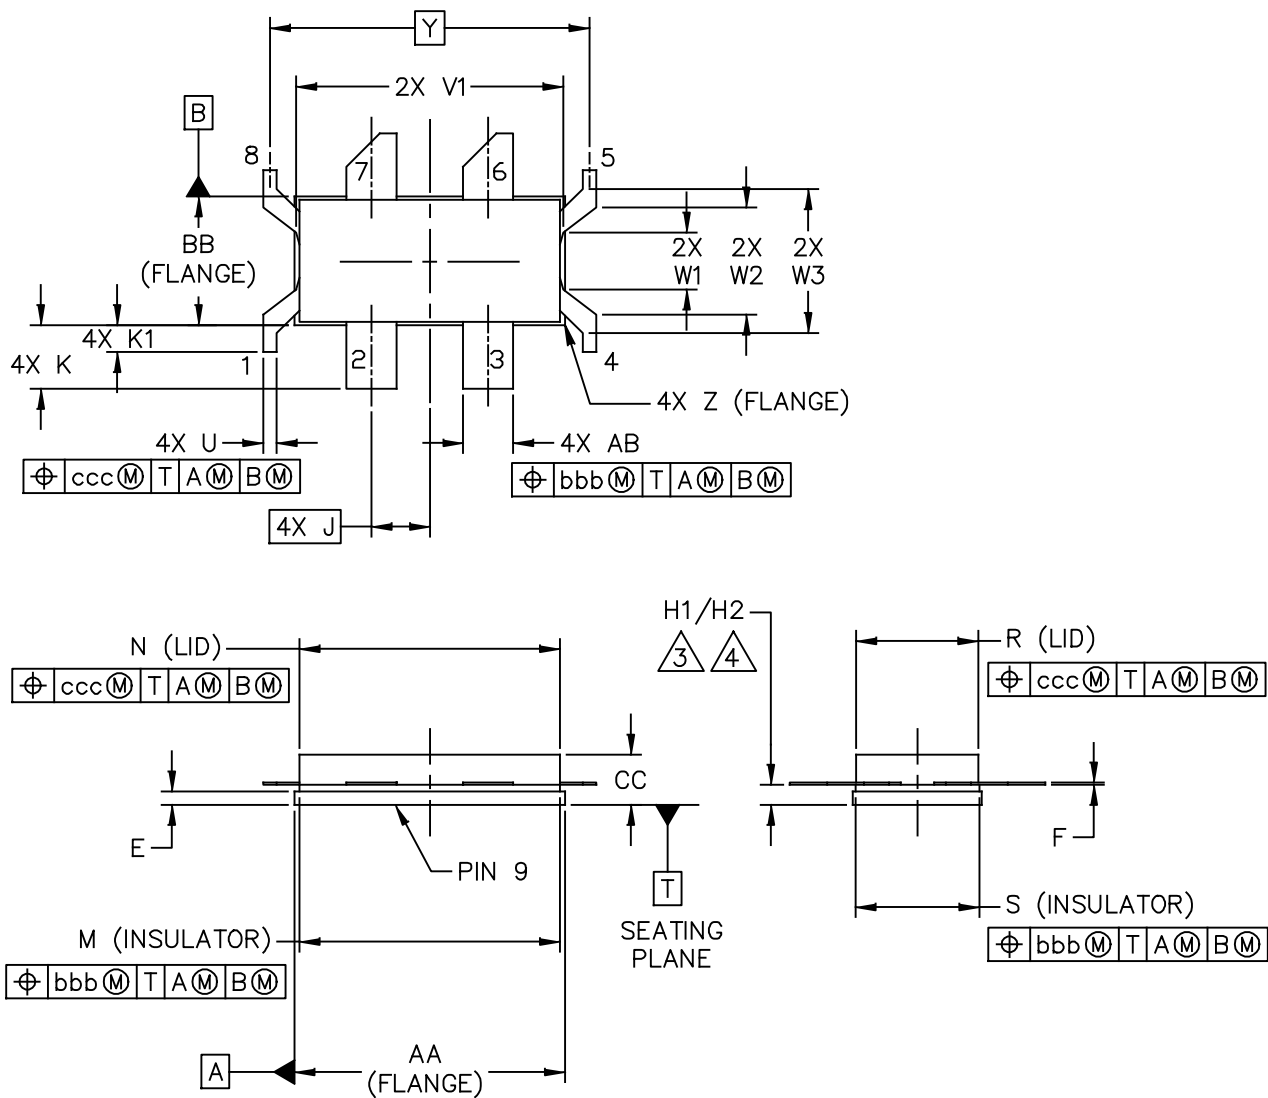 Y
2X V1
B
8
7
6
5
BB
(FLANGE)
2X
W1
2X
W2
2X
W3
4X K1
4X K
1
2
3
4
4X Z (FLANGE)
4X U
4X AB
⌖ ccc Ⓜ T A Ⓜ B Ⓜ
⌖ bbb Ⓜ T A Ⓜ B Ⓜ
4X J
H1/H2
3 4
N (LID)
⌖ ccc Ⓜ T A Ⓜ B Ⓜ
R (LID)
⌖ ccc Ⓜ T A Ⓜ B Ⓜ
CC
E
PIN 9
F
T
SEATING
PLANE
M (INSULATOR)
⌖ bbb Ⓜ T A Ⓜ B Ⓜ
S (INSULATOR)
⌖ bbb Ⓜ T A Ⓜ B Ⓜ
A
AA
(FLANGE)